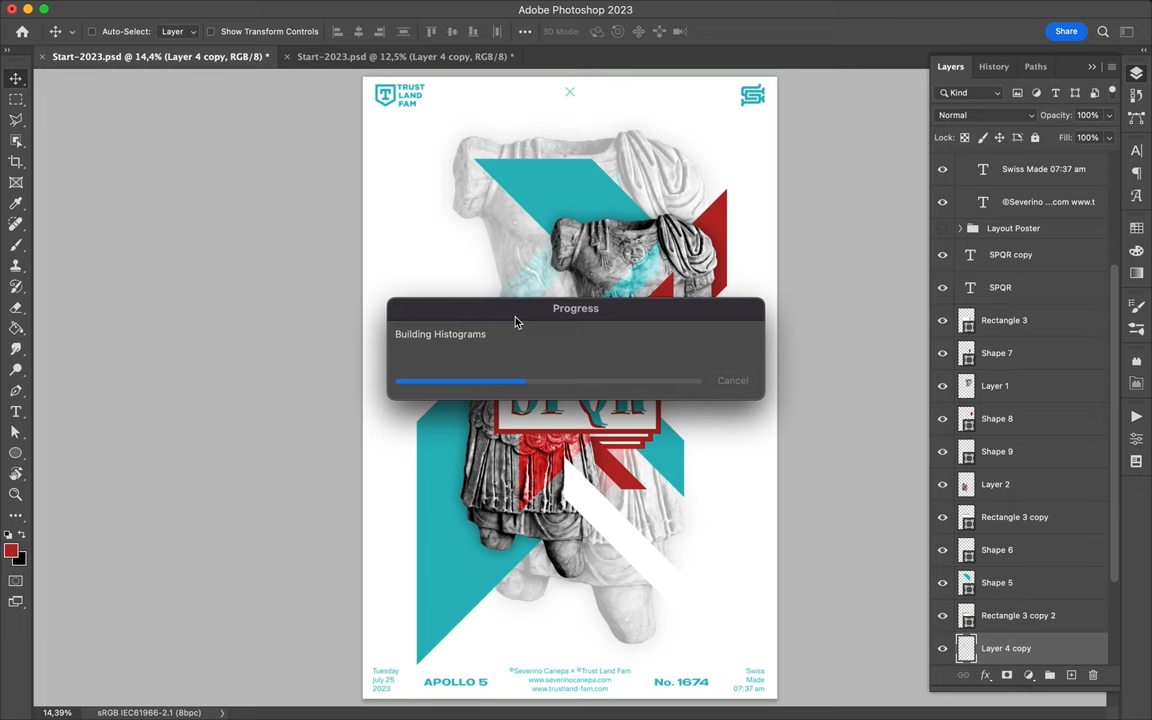 Adobe Photoshop 2023
Auto-Select: Layer Show Transform Controls 3D Mode: Share
Start-2023.psd @ 14,4% (Layer 4 copy, RGB/8) * Start-2023.psd @ 12,5% (Layer 4 copy, RGB/8) *
Layers History Paths
Kind
Normal Opacity: 100%
Lock: Fill: 100%
Swiss Made 07:37 am
©Severino ...com www.t
Layout Poster
SPQR copy
SPQR
Rectangle 3
Shape 7
Layer 1
Shape 8
Shape 9
Layer 2
Rectangle 3 copy
Shape 6
Shape 5
Rectangle 3 copy 2
Layer 4 copy
TRUST
LAND
FAM
Progress
Building Histograms
Cancel
SPQR
Tuesday
July 25
2023
APOLLO 5
©Severino Canepa × ©Trust Land Fam
www.severinocanepa.com
www.trustland-fam.com
No. 1674
Swiss
Made
07:37 am
14,39% sRGB IEC61966-2.1 (8bpc)